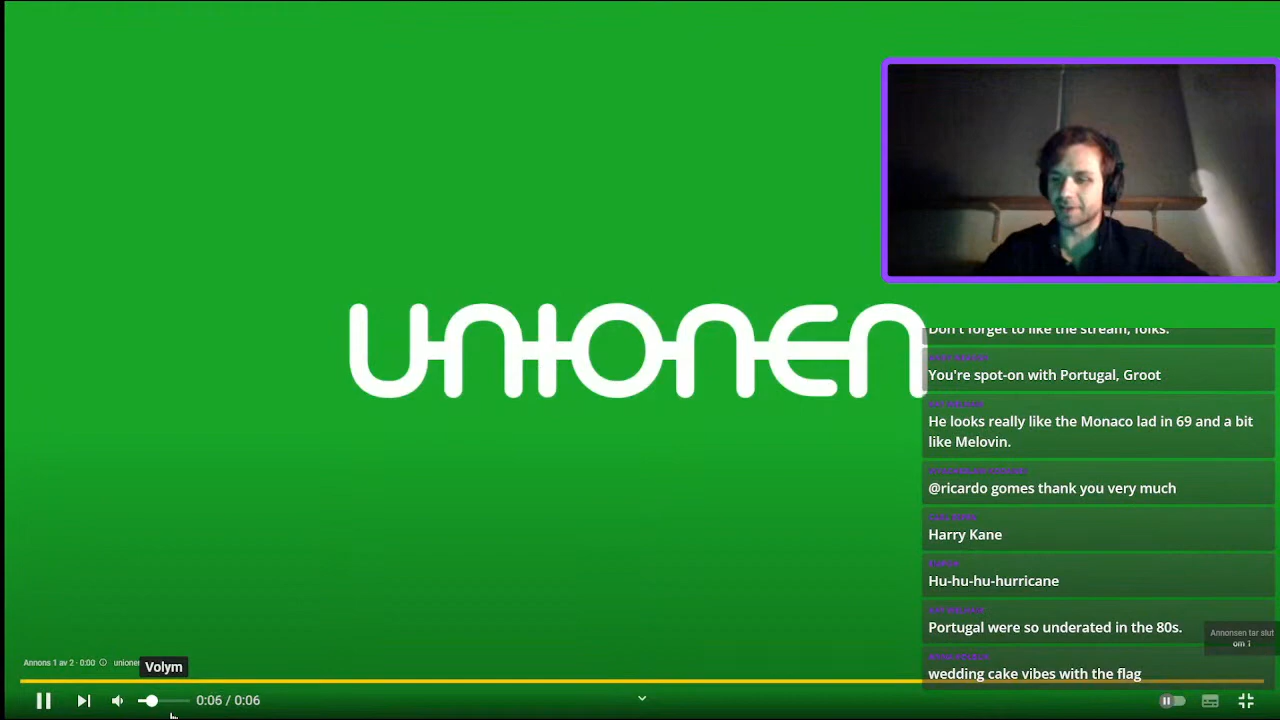 UNIONEN
Don't forget to like the stream, folks.
You're spot-on with Portugal, Groot
He looks really like the Monaco lad in 69 and a bit
like Melovin.
@ricardo gomes thank you very much
Harry Kane
Hu-hu-hu-hurricane
Portugal were so underated in the 80s.
wedding cake vibes with the flag
Annonsen tar slut
om 1
Annons 1 av 2 · 0:00
unionen
Volym
0:06 / 0:06